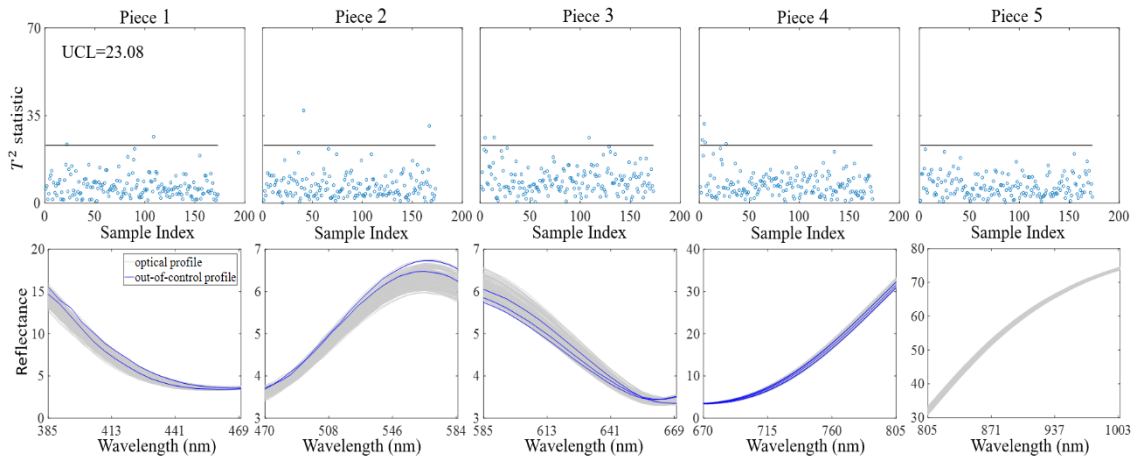 Piece 1 Piece 2 Piece 3 Piece 4 Piece 5
70
UCL=23.08
35
T² statistic
0
0 50 100 150 200 0 50 100 150 200 0 50 100 150 200 0 50 100 150 200 0 50 100 150 200
Sample Index Sample Index Sample Index Sample Index Sample Index
20 7 7 40 80
optical profile
out-of-control profile
15 6 6 30 70
60
10 5 5 20
50
5 4 4 10
40
0 3 3 0 30
Reflectance
385 413 441 469 470 508 546 584 585 613 641 669 670 715 760 805 805 871 937 1003
Wavelength (nm) Wavelength (nm) Wavelength (nm) Wavelength (nm) Wavelength (nm)